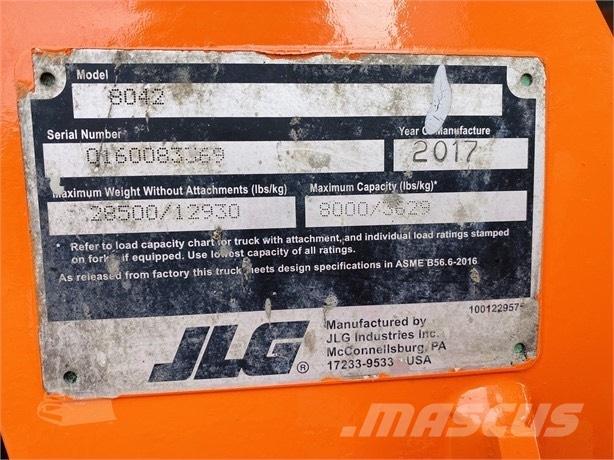 Model
8042
Serial Number
Year Of Manufacture
0160083569
2017
Maximum Weight Without Attachments (lbs/kg)
Maximum Capacity (lbs/kg)*
28500/12930
8000/3629
* Refer to load capacity chart for truck with attachment, and individual load ratings stamped
on forks if equipped. Use lowest capacity of all ratings.
As released from factory this truck meets design specifications in ASME B56.6-2016
JLG®
Manufactured by
JLG Industries Inc.
McConnellsburg, PA
17233-9533 USA
MASCUS